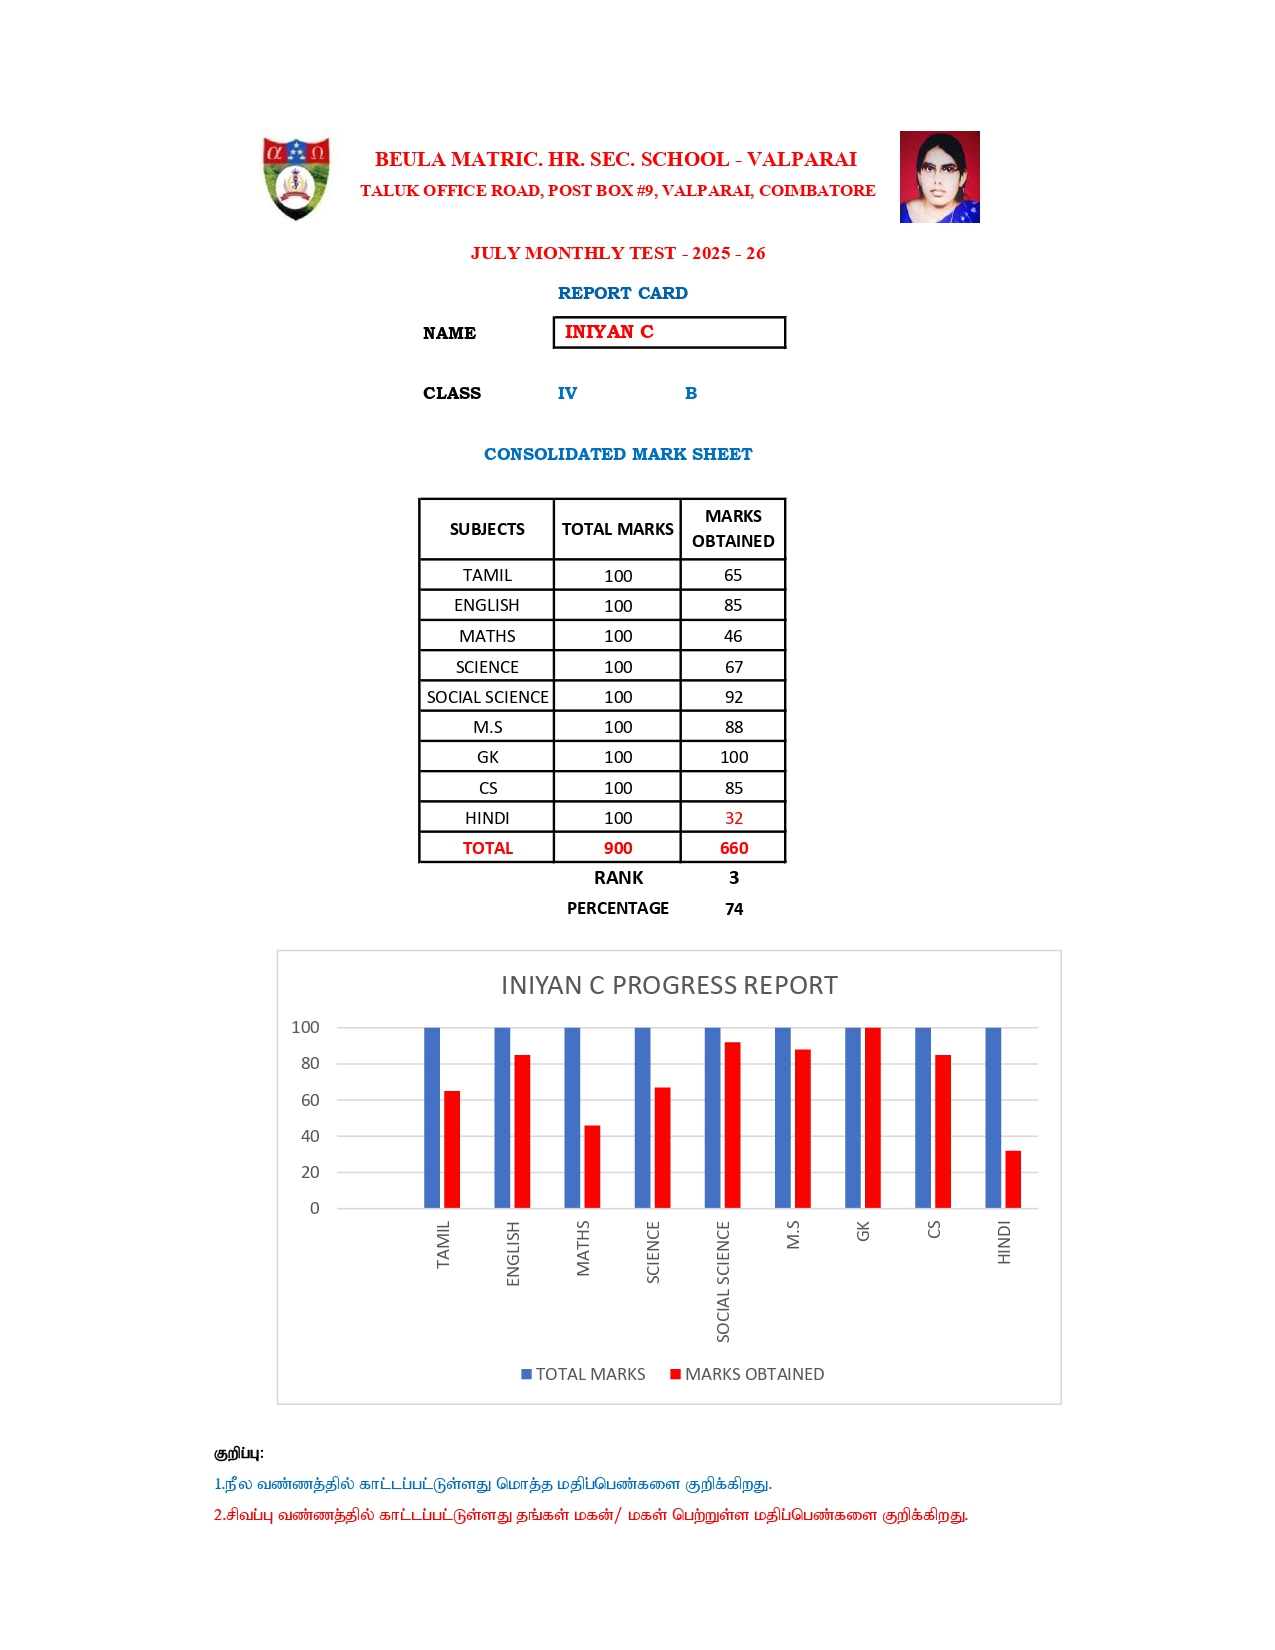 α Ω
BEULA MATRIC. HR. SEC. SCHOOL - VALPARAI
TALUK OFFICE ROAD, POST BOX #9, VALPARAI, COIMBATORE
JULY MONTHLY TEST - 2025 - 26
REPORT CARD
NAME INIYAN C
CLASS IV B
CONSOLIDATED MARK SHEET
SUBJECTS TOTAL MARKS MARKS OBTAINED
TAMIL 100 65
ENGLISH 100 85
MATHS 100 46
SCIENCE 100 67
SOCIAL SCIENCE 100 92
M.S 100 88
GK 100 100
CS 100 85
HINDI 100 32
TOTAL 900 660
RANK 3
PERCENTAGE 74
INIYAN C PROGRESS REPORT
100
80
60
40
20
0
TAMIL ENGLISH MATHS SCIENCE SOCIAL SCIENCE M.S GK CS HINDI
TOTAL MARKS MARKS OBTAINED
குறிப்பு:
1.நீல வண்ணத்தில் காட்டப்பட்டுள்ளது மொத்த மதிப்பெண்களை குறிக்கிறது.
2.சிவப்பு வண்ணத்தில் காட்டப்பட்டுள்ளது தங்கள் மகன்/ மகள் பெற்றுள்ள மதிப்பெண்களை குறிக்கிறது.